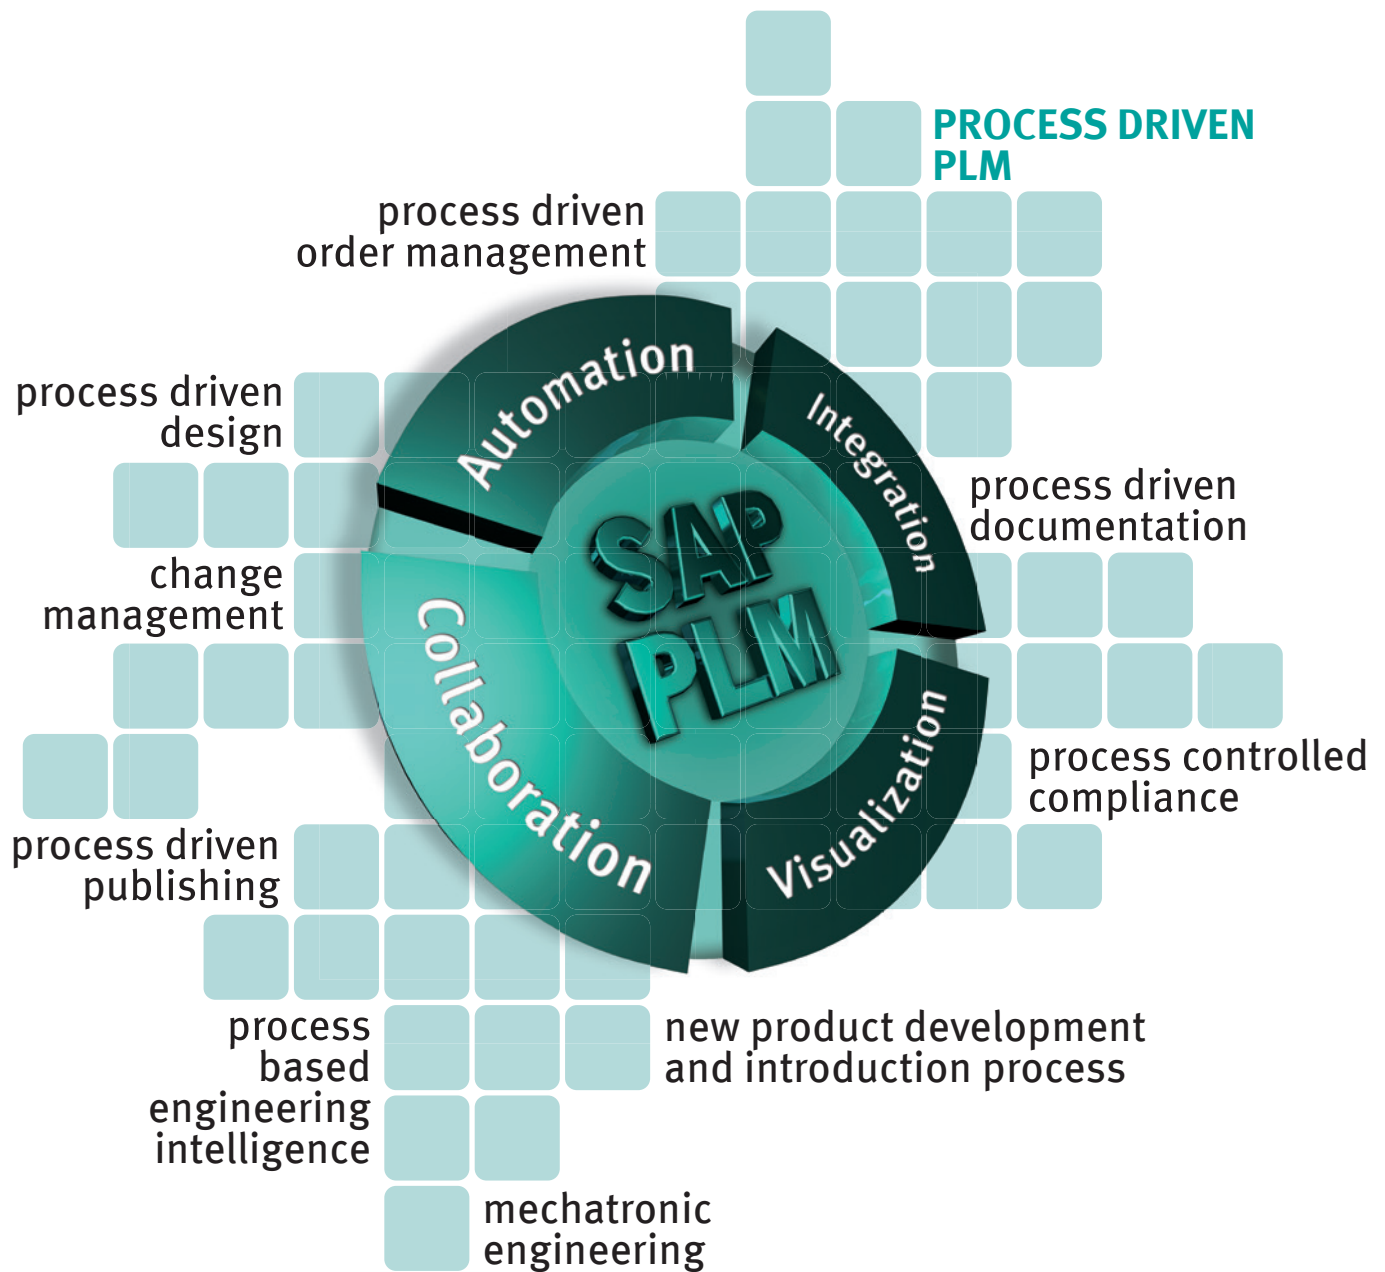 PROCESS DRIVEN
PLM
process driven
order management
Automation
Integration
process driven
design
process driven
documentation
SAP
PLM
change
management
Collaboration
Visualization
process controlled
compliance
process driven
publishing
process
based
engineering
intelligence
new product development
and introduction process
mechatronic
engineering